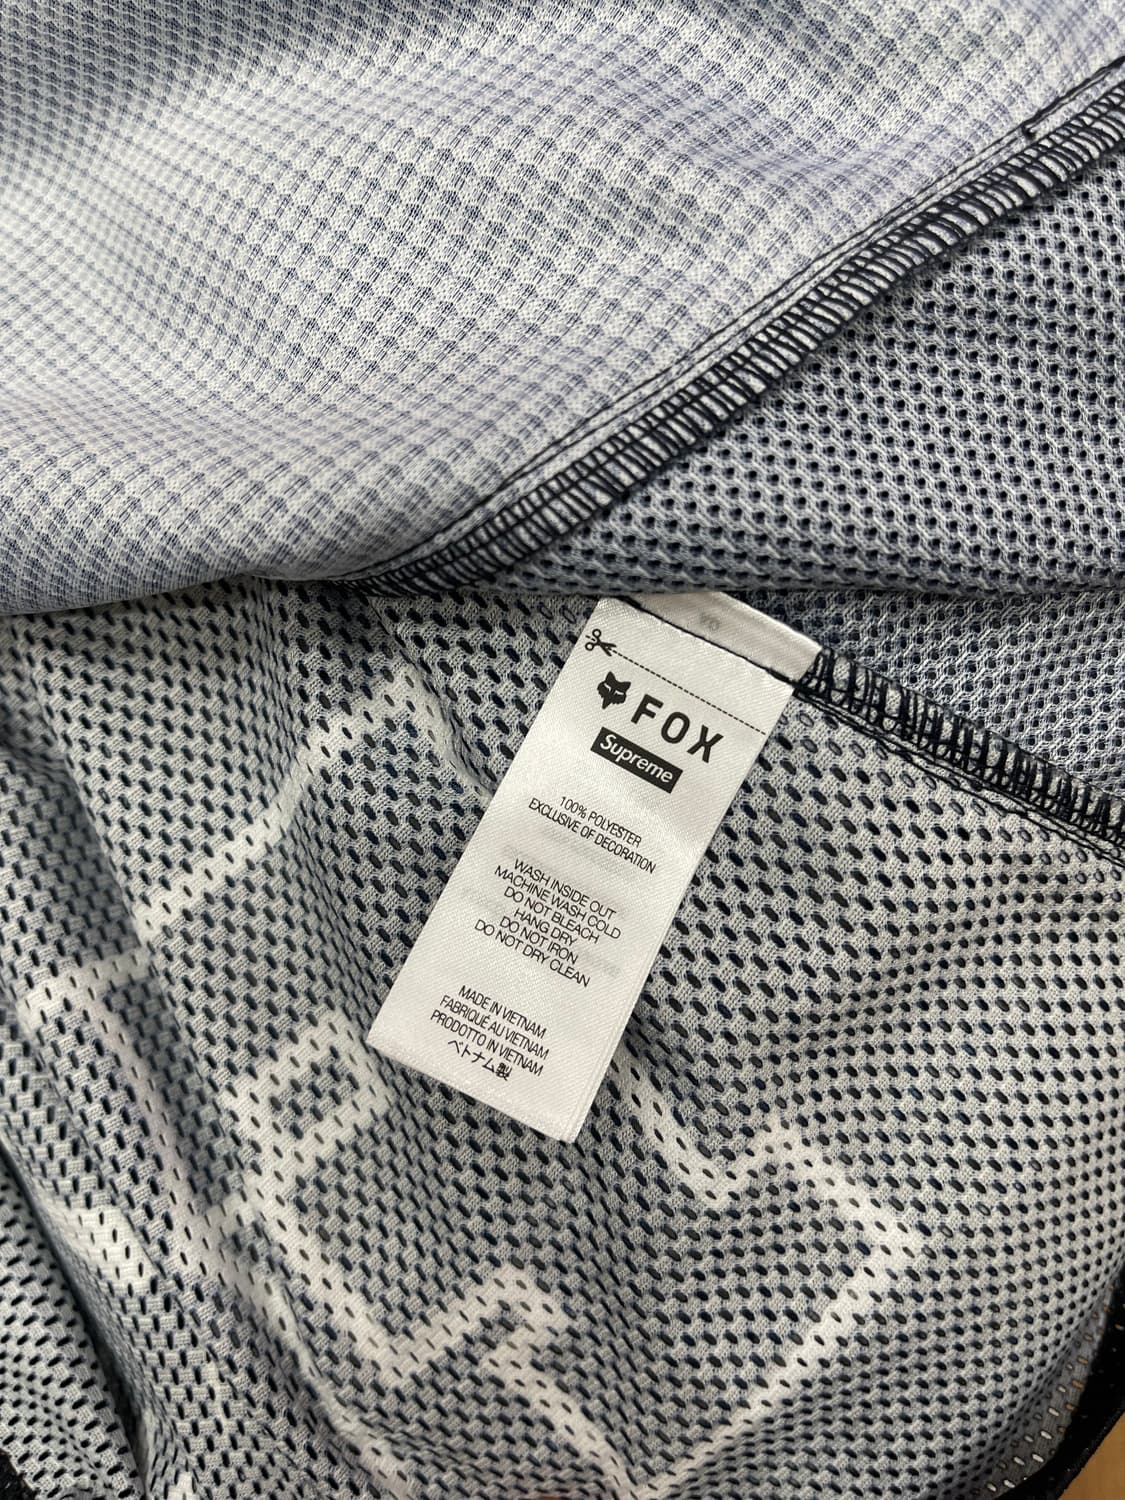 FOX
Supreme
100% POLYESTER
EXCLUSIVE OF DECORATION
WASH INSIDE OUT
MACHINE WASH COLD
DO NOT BLEACH
HANG DRY
DO NOT IRON
DO NOT DRY CLEAN
MADE IN VIETNAM
FABRIQUÉ AU VIETNAM
PRODOTTO IN VIETNAM
ベトナム製